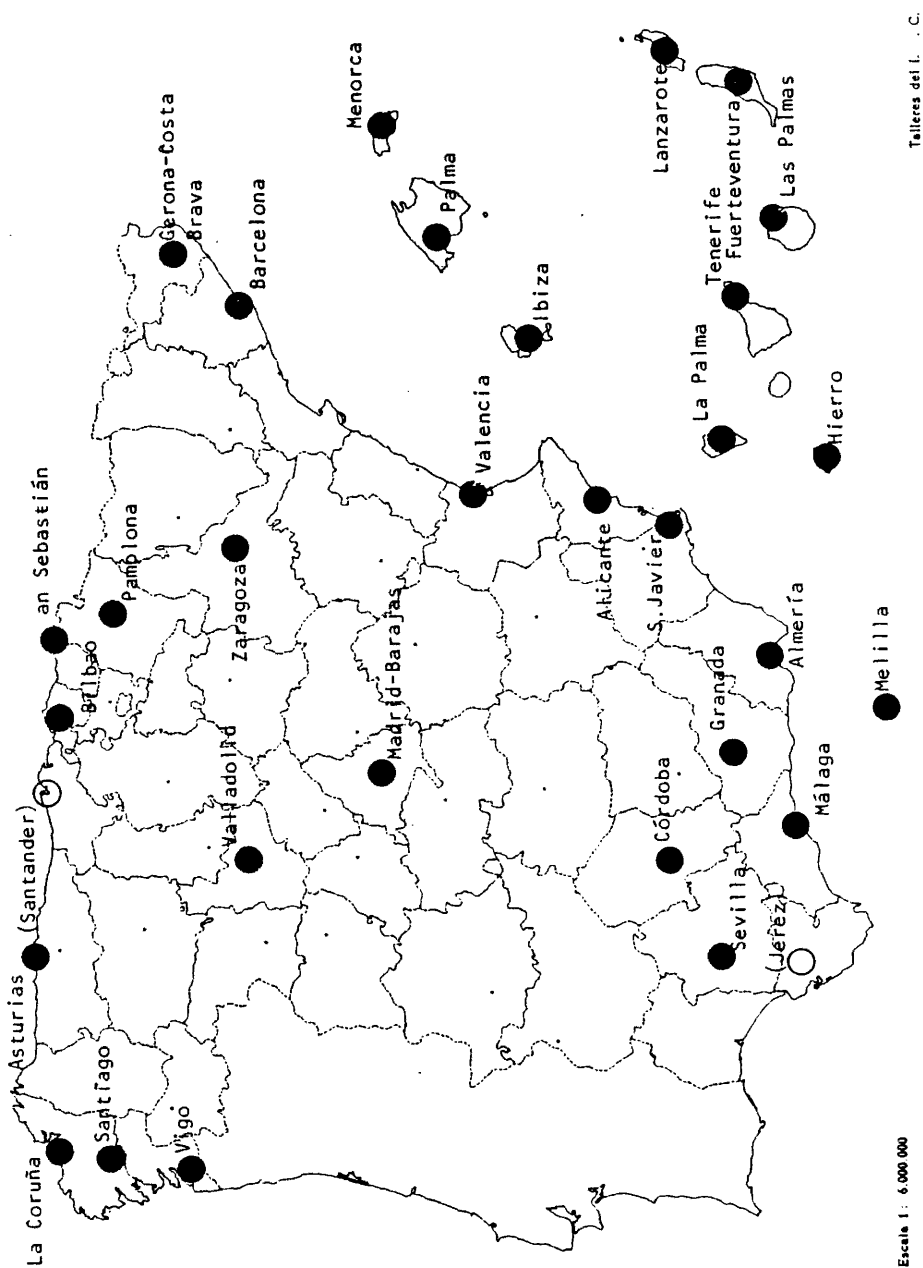 La Coruña
Asturias
(Santander)
an Sebastián
Bilbao
Pamplona
Santiago
Vigo
Gerona-Costa
Brava
Barcelona
Valladolid
Zaragoza
Menorca
Madrid-Barajas
Palma
Valencia
Ibiza
Alicante
S.Javier
Córdoba
Granada
Sevilla
(Jerez)
Málaga
Almería
Melilla
Lanzarote
Tenerife
Fuerteventura
La Palma
Las Palmas
Hierro
Escala 1: 6.000.000
Talleres del I. . C.